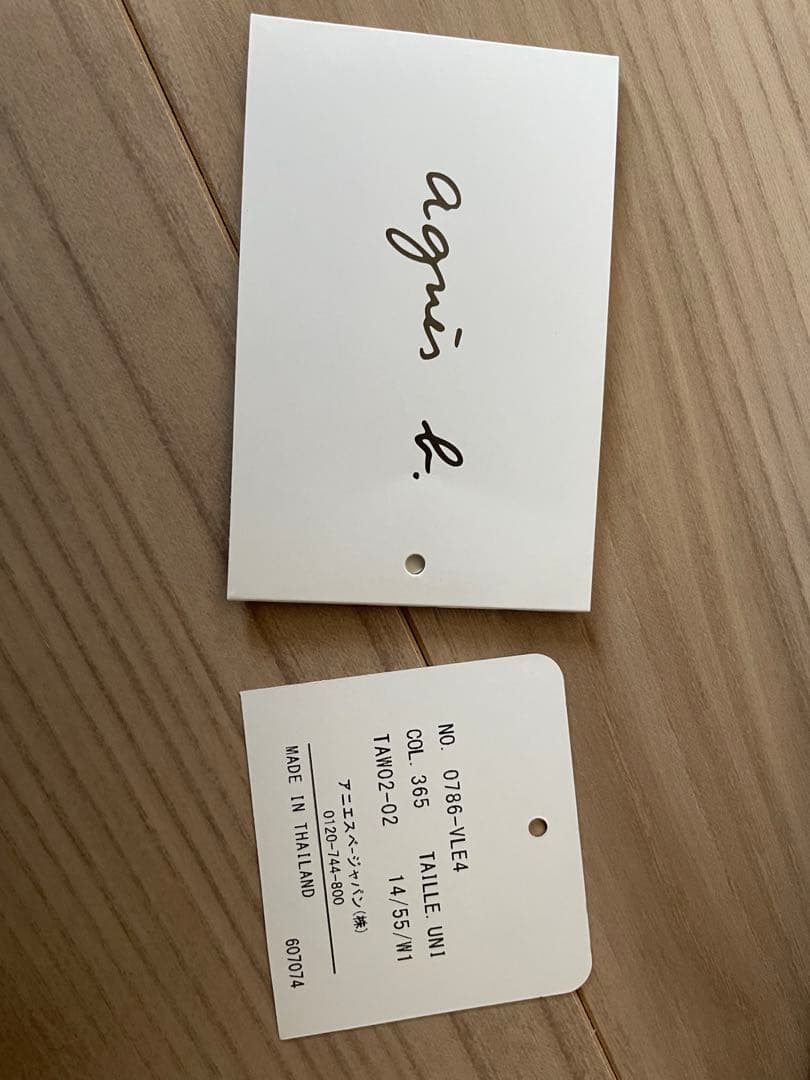 agnès b.
NO. 0786-VLE4
COL. 365 TAILLE. UNI
TAW02-02 14/55/W1
アニエスベージャパン(株)
0120-744-800
MADE IN THAILAND 607074